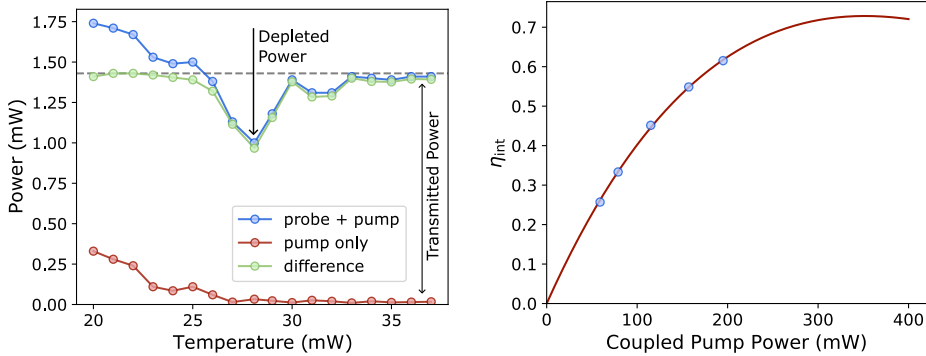 1.75
1.50
1.25
1.00
0.75
0.50
0.25
0.00
Power (mW)
Depleted
Power
Transmitted Power
probe + pump
pump only
difference
20
25
30
35
Temperature (mW)
0.7
0.6
0.5
0.4
0.3
0.2
0.1
0.0
η_int
0
100
200
300
400
Coupled Pump Power (mW)